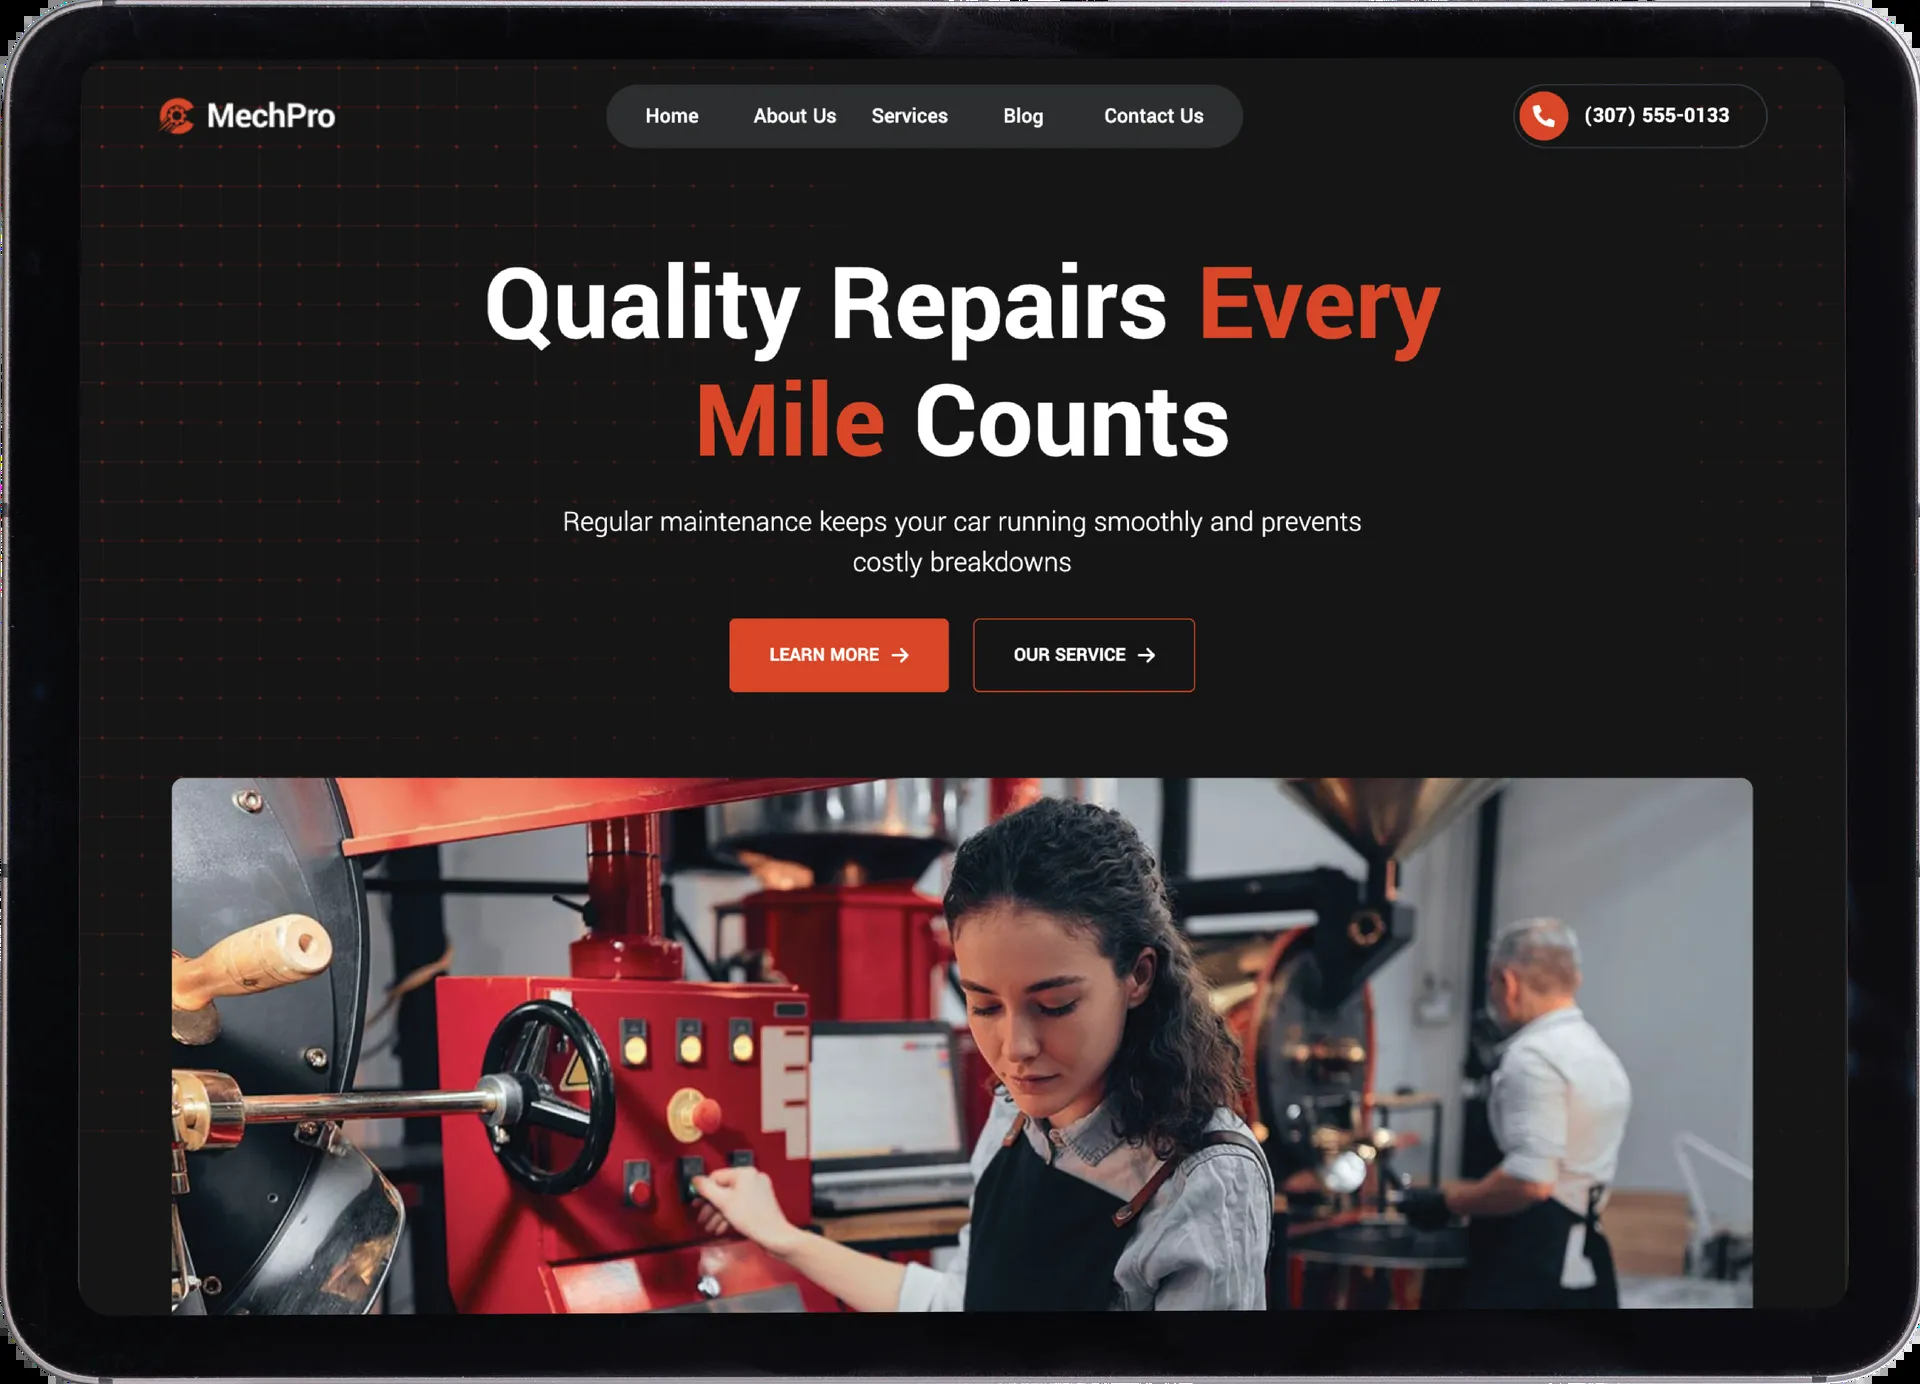 MechPro
Home About Us Services Blog Contact Us
(307) 555-0133
Quality Repairs Every
Mile Counts
Regular maintenance keeps your car running smoothly and prevents
costly breakdowns
LEARN MORE →
OUR SERVICE →